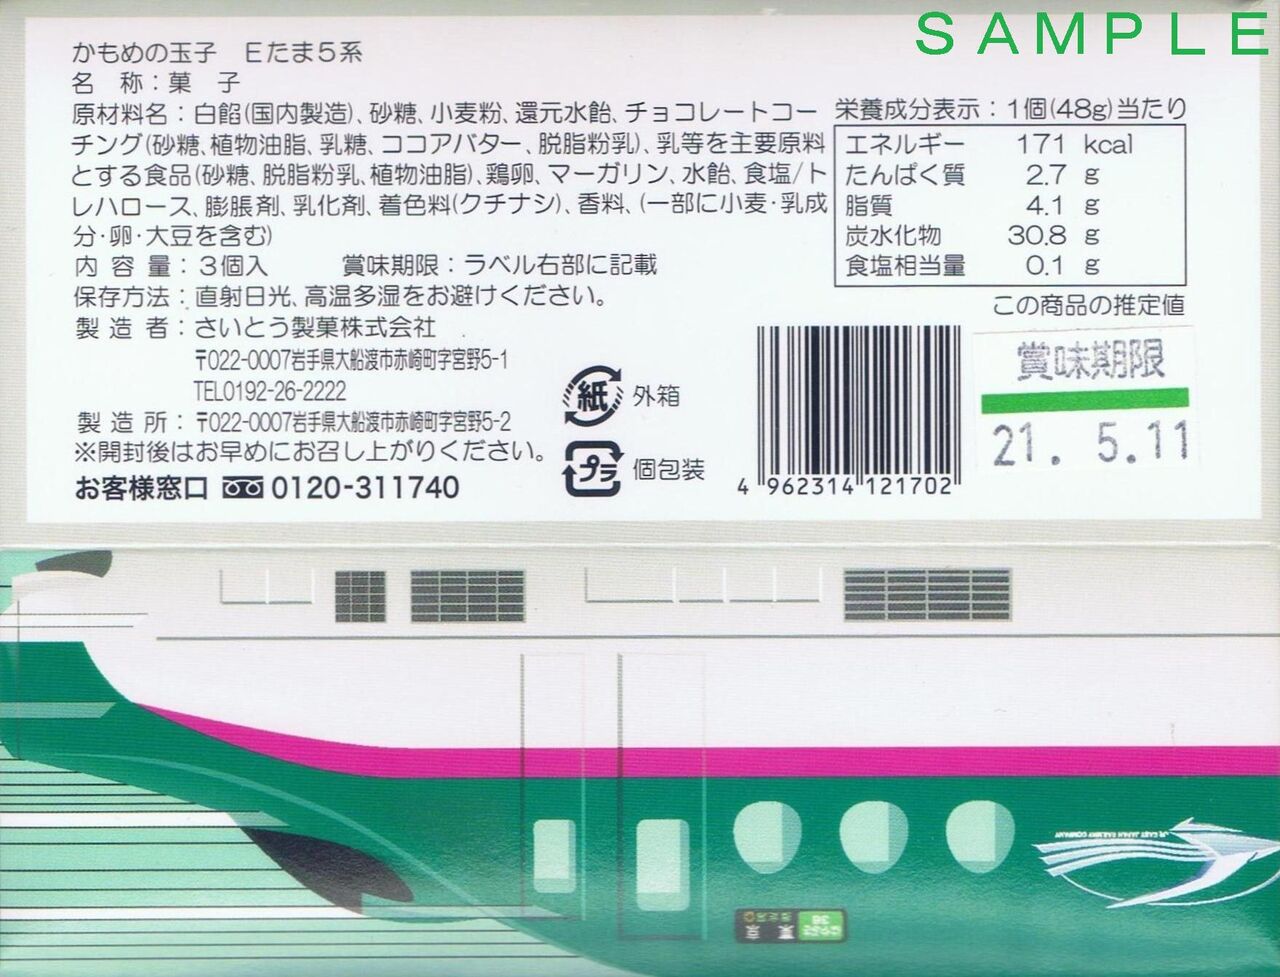 SAMPLE
かもめの玉子　Eたま5系
名　称：菓　子
原材料名：白餡(国内製造)、砂糖、小麦粉、還元水飴、チョコレートコー
チング(砂糖、植物油脂、乳糖、ココアバター、脱脂粉乳)、乳等を主要原料
とする食品(砂糖、脱脂粉乳、植物油脂)、鶏卵、マーガリン、水飴、食塩/ト
レハロース、膨脹剤、乳化剤、着色料(クチナシ)、香料、(一部に小麦・乳成
分・卵・大豆を含む)
内容量：3個入　賞味期限：ラベル右部に記載
保存方法：直射日光、高温多湿をお避けください。
製造者：さいとう製菓株式会社
〒022-0007岩手県大船渡市赤崎町字宮野5-1
TEL0192-26-2222
製造所：〒022-0007岩手県大船渡市赤崎町字宮野5-2
※開封後はお早めにお召し上がりください。
お客様窓口 0120-311740
栄養成分表示：1個(48g)当たり
エネルギー 171 kcal
たんぱく質 2.7 g
脂質 4.1 g
炭水化物 30.8 g
食塩相当量 0.1 g
この商品の推定値
紙 外箱
プラ 個包装
4 962314 121702
賞味期限
21. 5.11
JR EAST JAPAN RAILWAY COMPANY
東京